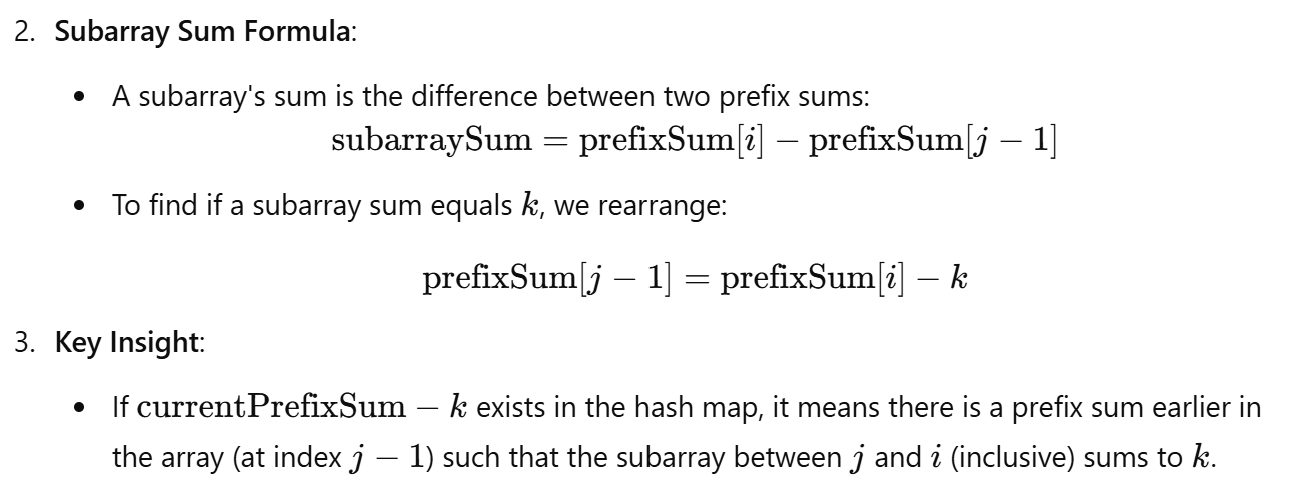 2. Subarray Sum Formula:
• A subarray's sum is the difference between two prefix sums:
subarraySum = prefixSum[i] − prefixSum[j − 1]
• To find if a subarray sum equals k, we rearrange:
prefixSum[j − 1] = prefixSum[i] − k
3. Key Insight:
• If currentPrefixSum − k exists in the hash map, it means there is a prefix sum earlier in
the array (at index j − 1) such that the subarray between j and i (inclusive) sums to k.